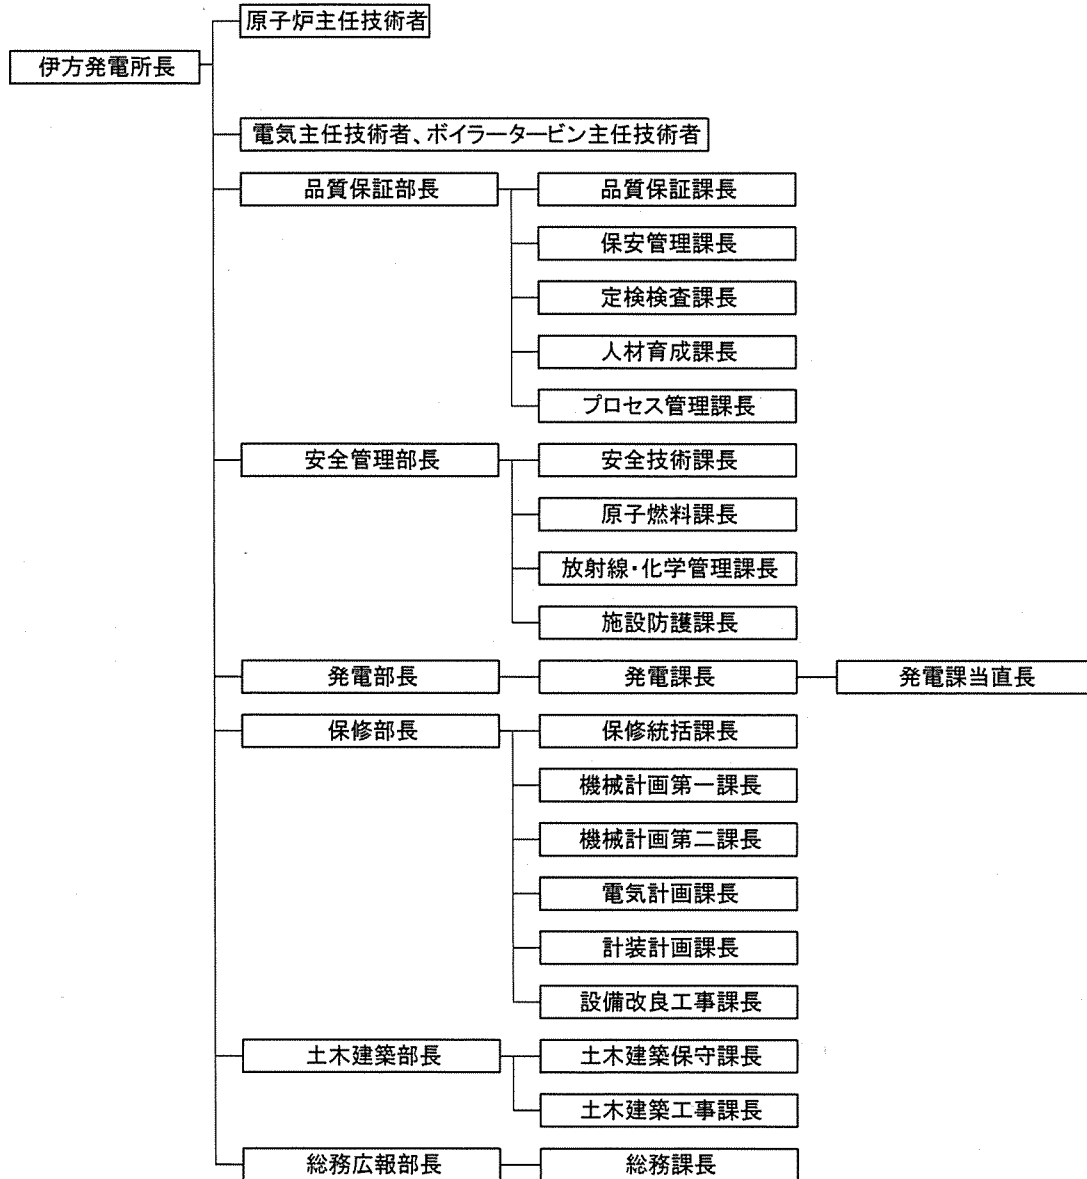 原子炉主任技術者
伊方発電所長
電気主任技術者、ボイラータービン主任技術者
品質保証部長
品質保証課長
保安管理課長
定検検査課長
人材育成課長
プロセス管理課長
安全管理部長
安全技術課長
原子燃料課長
放射線・化学管理課長
施設防護課長
発電部長
発電課長
発電課当直長
保修部長
保修統括課長
機械計画第一課長
機械計画第二課長
電気計画課長
計装計画課長
設備改良工事課長
土木建築部長
土木建築保守課長
土木建築工事課長
総務広報部長
総務課長